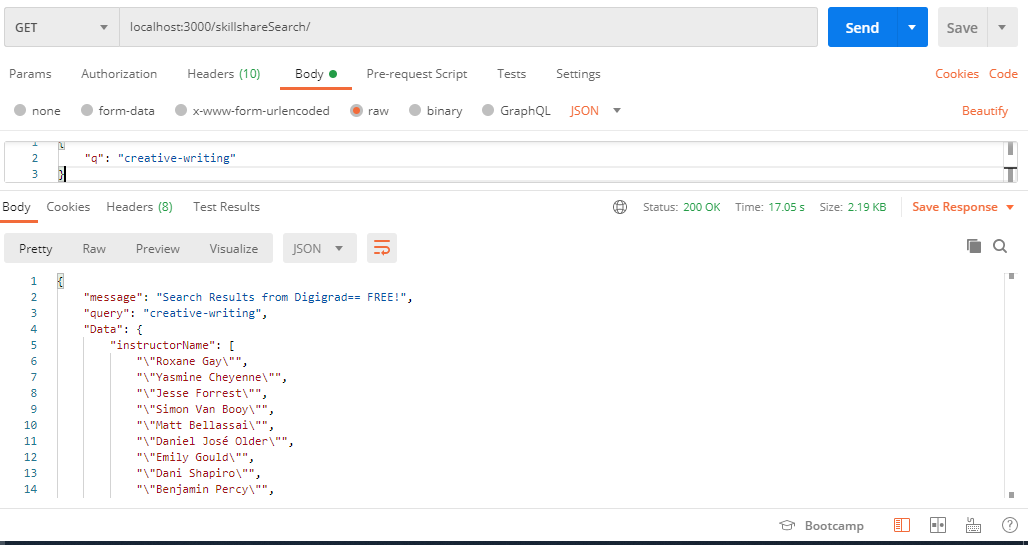 GET localhost:3000/skillshareSearch/ Send Save
Params Authorization Headers (10) Body Pre-request Script Tests Settings Cookies Code
none form-data x-www-form-urlencoded raw binary GraphQL JSON Beautify
1 {
2 "q": "creative-writing"
3 }
Body Cookies Headers (8) Test Results Status: 200 OK Time: 17.05 s Size: 2.19 KB Save Response
Pretty Raw Preview Visualize JSON
1 {
2 "message": "Search Results from Digigrad== FREE!",
3 "query": "creative-writing",
4 "Data": {
5 "instructorName": [
6 "\"Roxane Gay\"",
7 "\"Yasmine Cheyenne\"",
8 "\"Jesse Forrest\"",
9 "\"Simon Van Booy\"",
10 "\"Matt Bellassai\"",
11 "\"Daniel José Older\"",
12 "\"Emily Gould\"",
13 "\"Dani Shapiro\"",
14 "\"Benjamin Percy\"",
Bootcamp